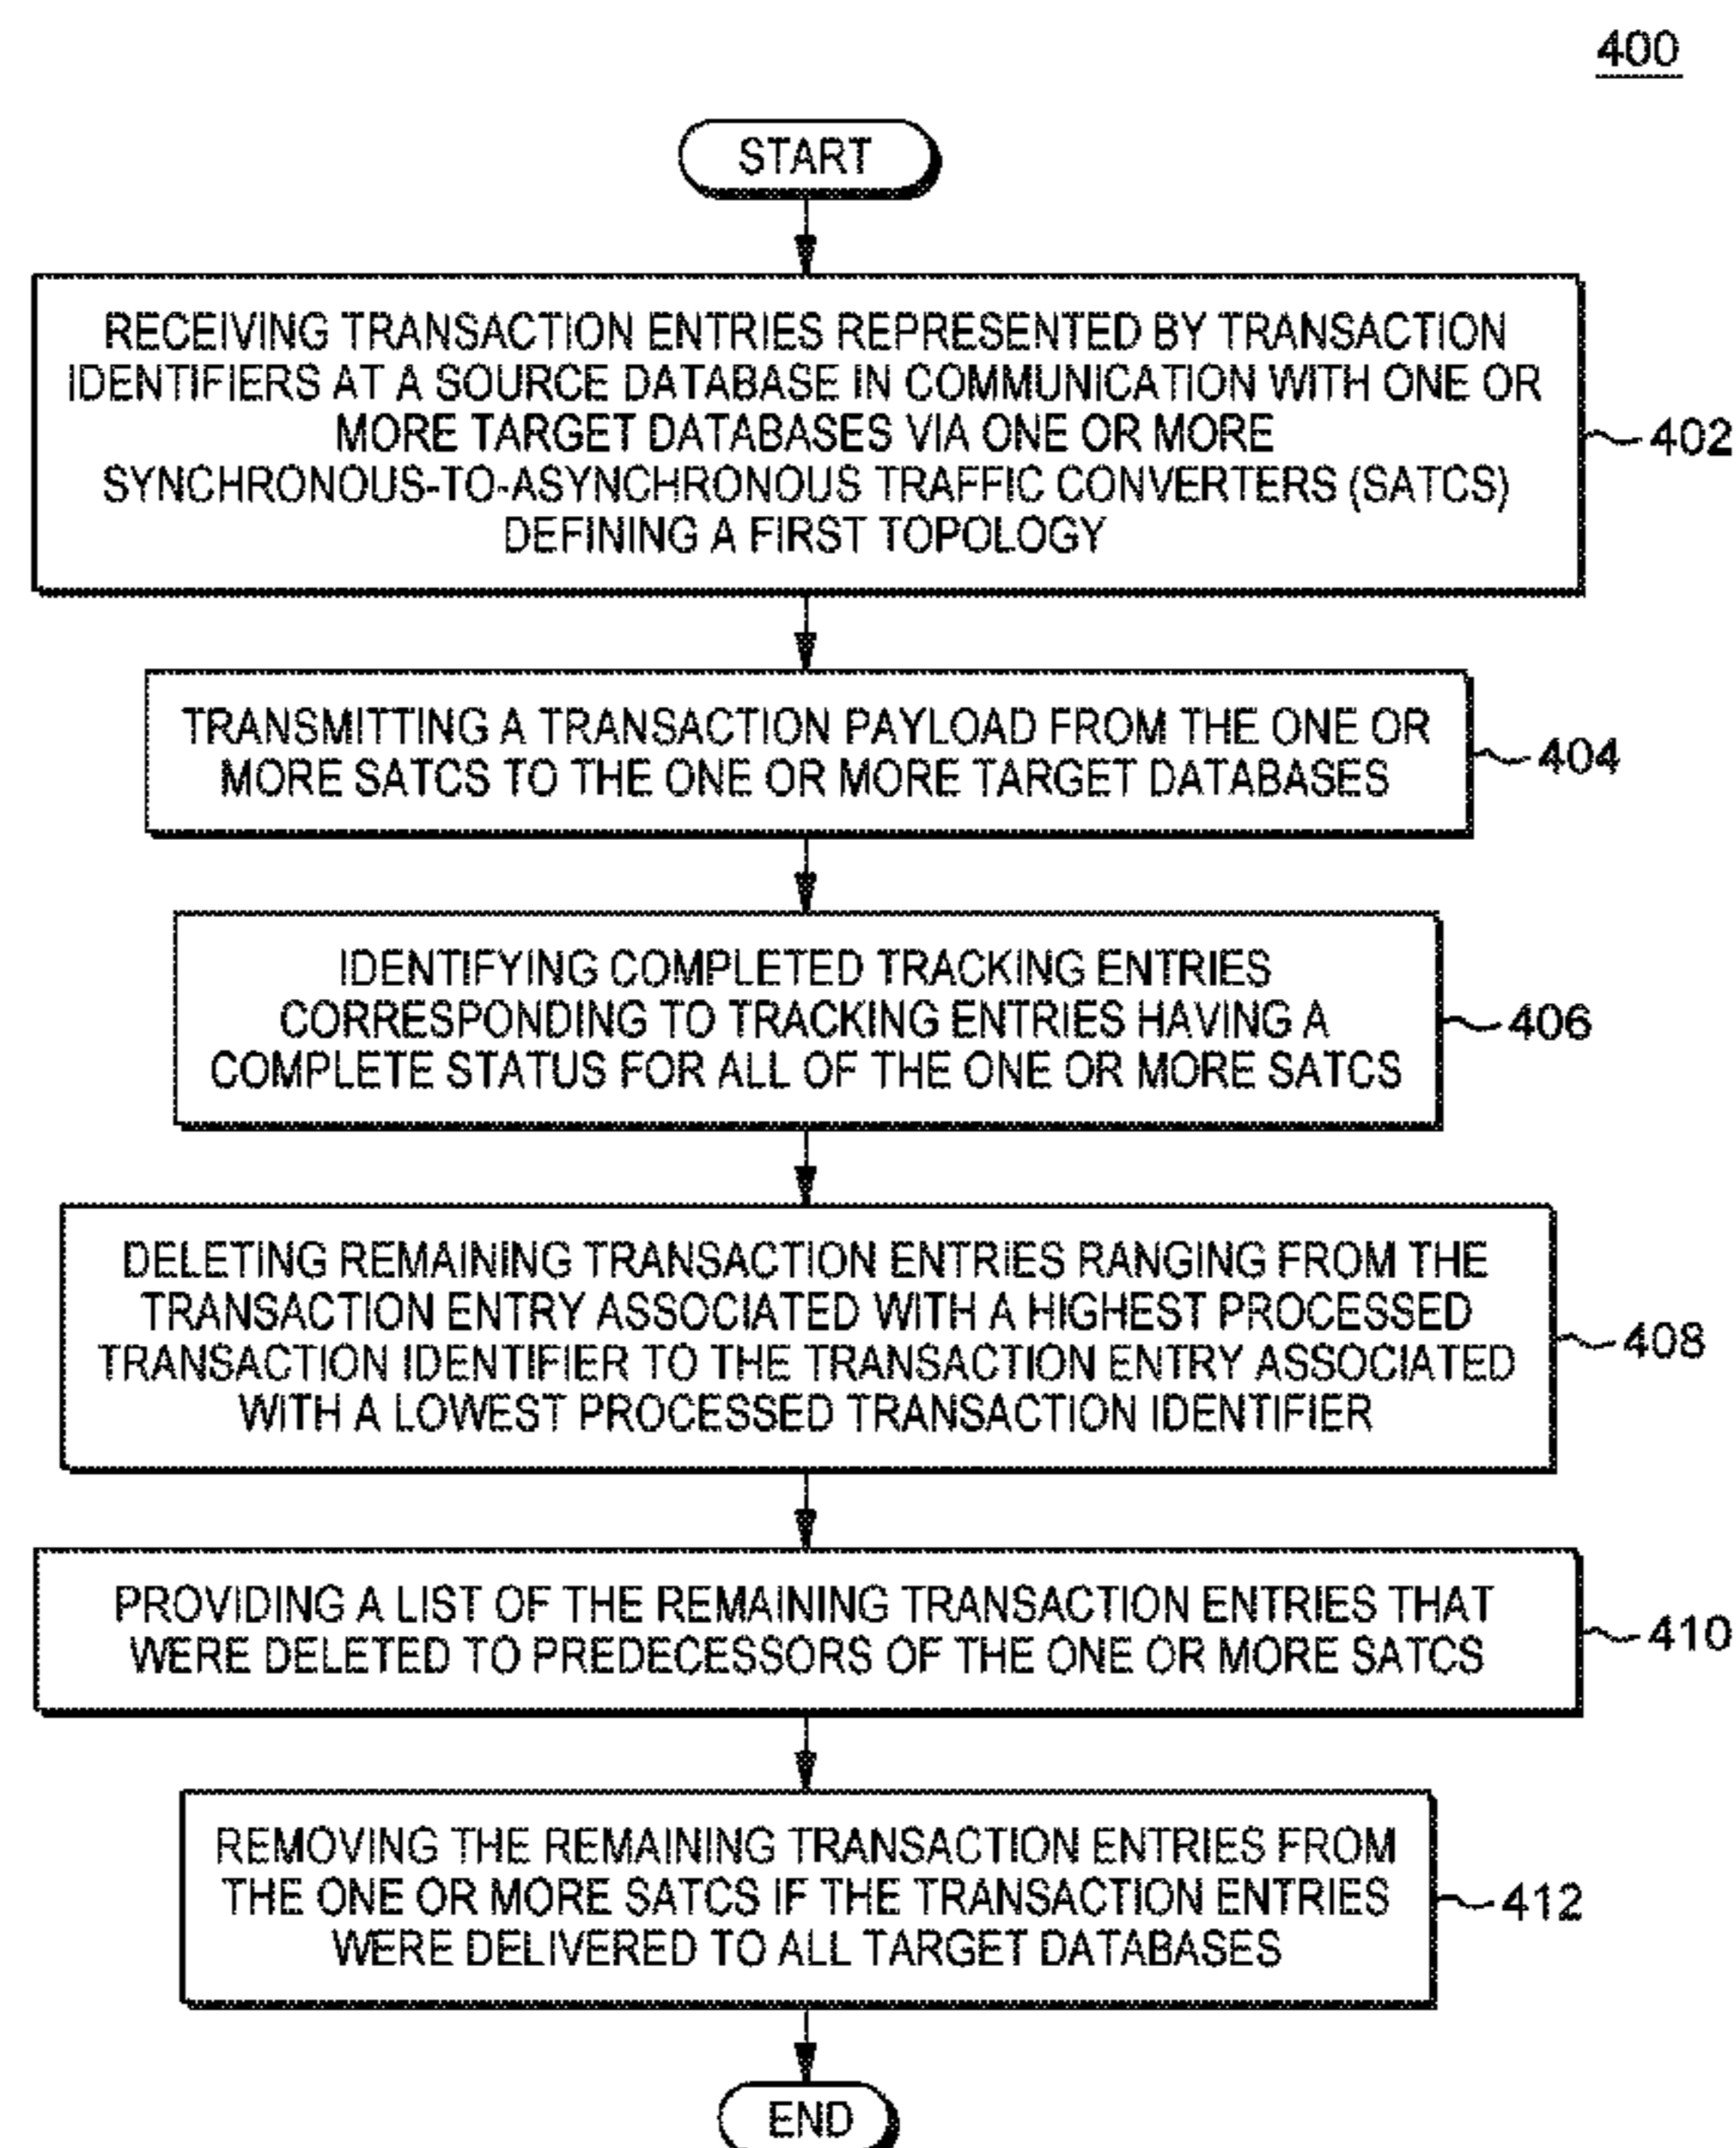 400
START
RECEIVING TRANSACTION ENTRIES REPRESENTED BY TRANSACTION
IDENTIFIERS AT A SOURCE DATABASE IN COMMUNICATION WITH ONE OR
MORE TARGET DATABASES VIA ONE OR MORE
SYNCHRONOUS-TO-ASYNCHRONOUS TRAFFIC CONVERTERS (SATCS)
DEFINING A FIRST TOPOLOGY
402
TRANSMITTING A TRANSACTION PAYLOAD FROM THE ONE OR
MORE SATCS TO THE ONE OR MORE TARGET DATABASES
404
IDENTIFYING COMPLETED TRACKING ENTRIES
CORRESPONDING TO TRACKING ENTRIES HAVING A
COMPLETE STATUS FOR ALL OF THE ONE OR MORE SATCS
406
DELETING REMAINING TRANSACTION ENTRIES RANGING FROM THE
TRANSACTION ENTRY ASSOCIATED WITH A HIGHEST PROCESSED
TRANSACTION IDENTIFIER TO THE TRANSACTION ENTRY ASSOCIATED
WITH A LOWEST PROCESSED TRANSACTION IDENTIFIER
408
PROVIDING A LIST OF THE REMAINING TRANSACTION ENTRIES THAT
WERE DELETED TO PREDECESSORS OF THE ONE OR MORE SATCS
410
REMOVING THE REMAINING TRANSACTION ENTRIES FROM
THE ONE OR MORE SATCS IF THE TRANSACTION ENTRIES
WERE DELIVERED TO ALL TARGET DATABASES
412
END